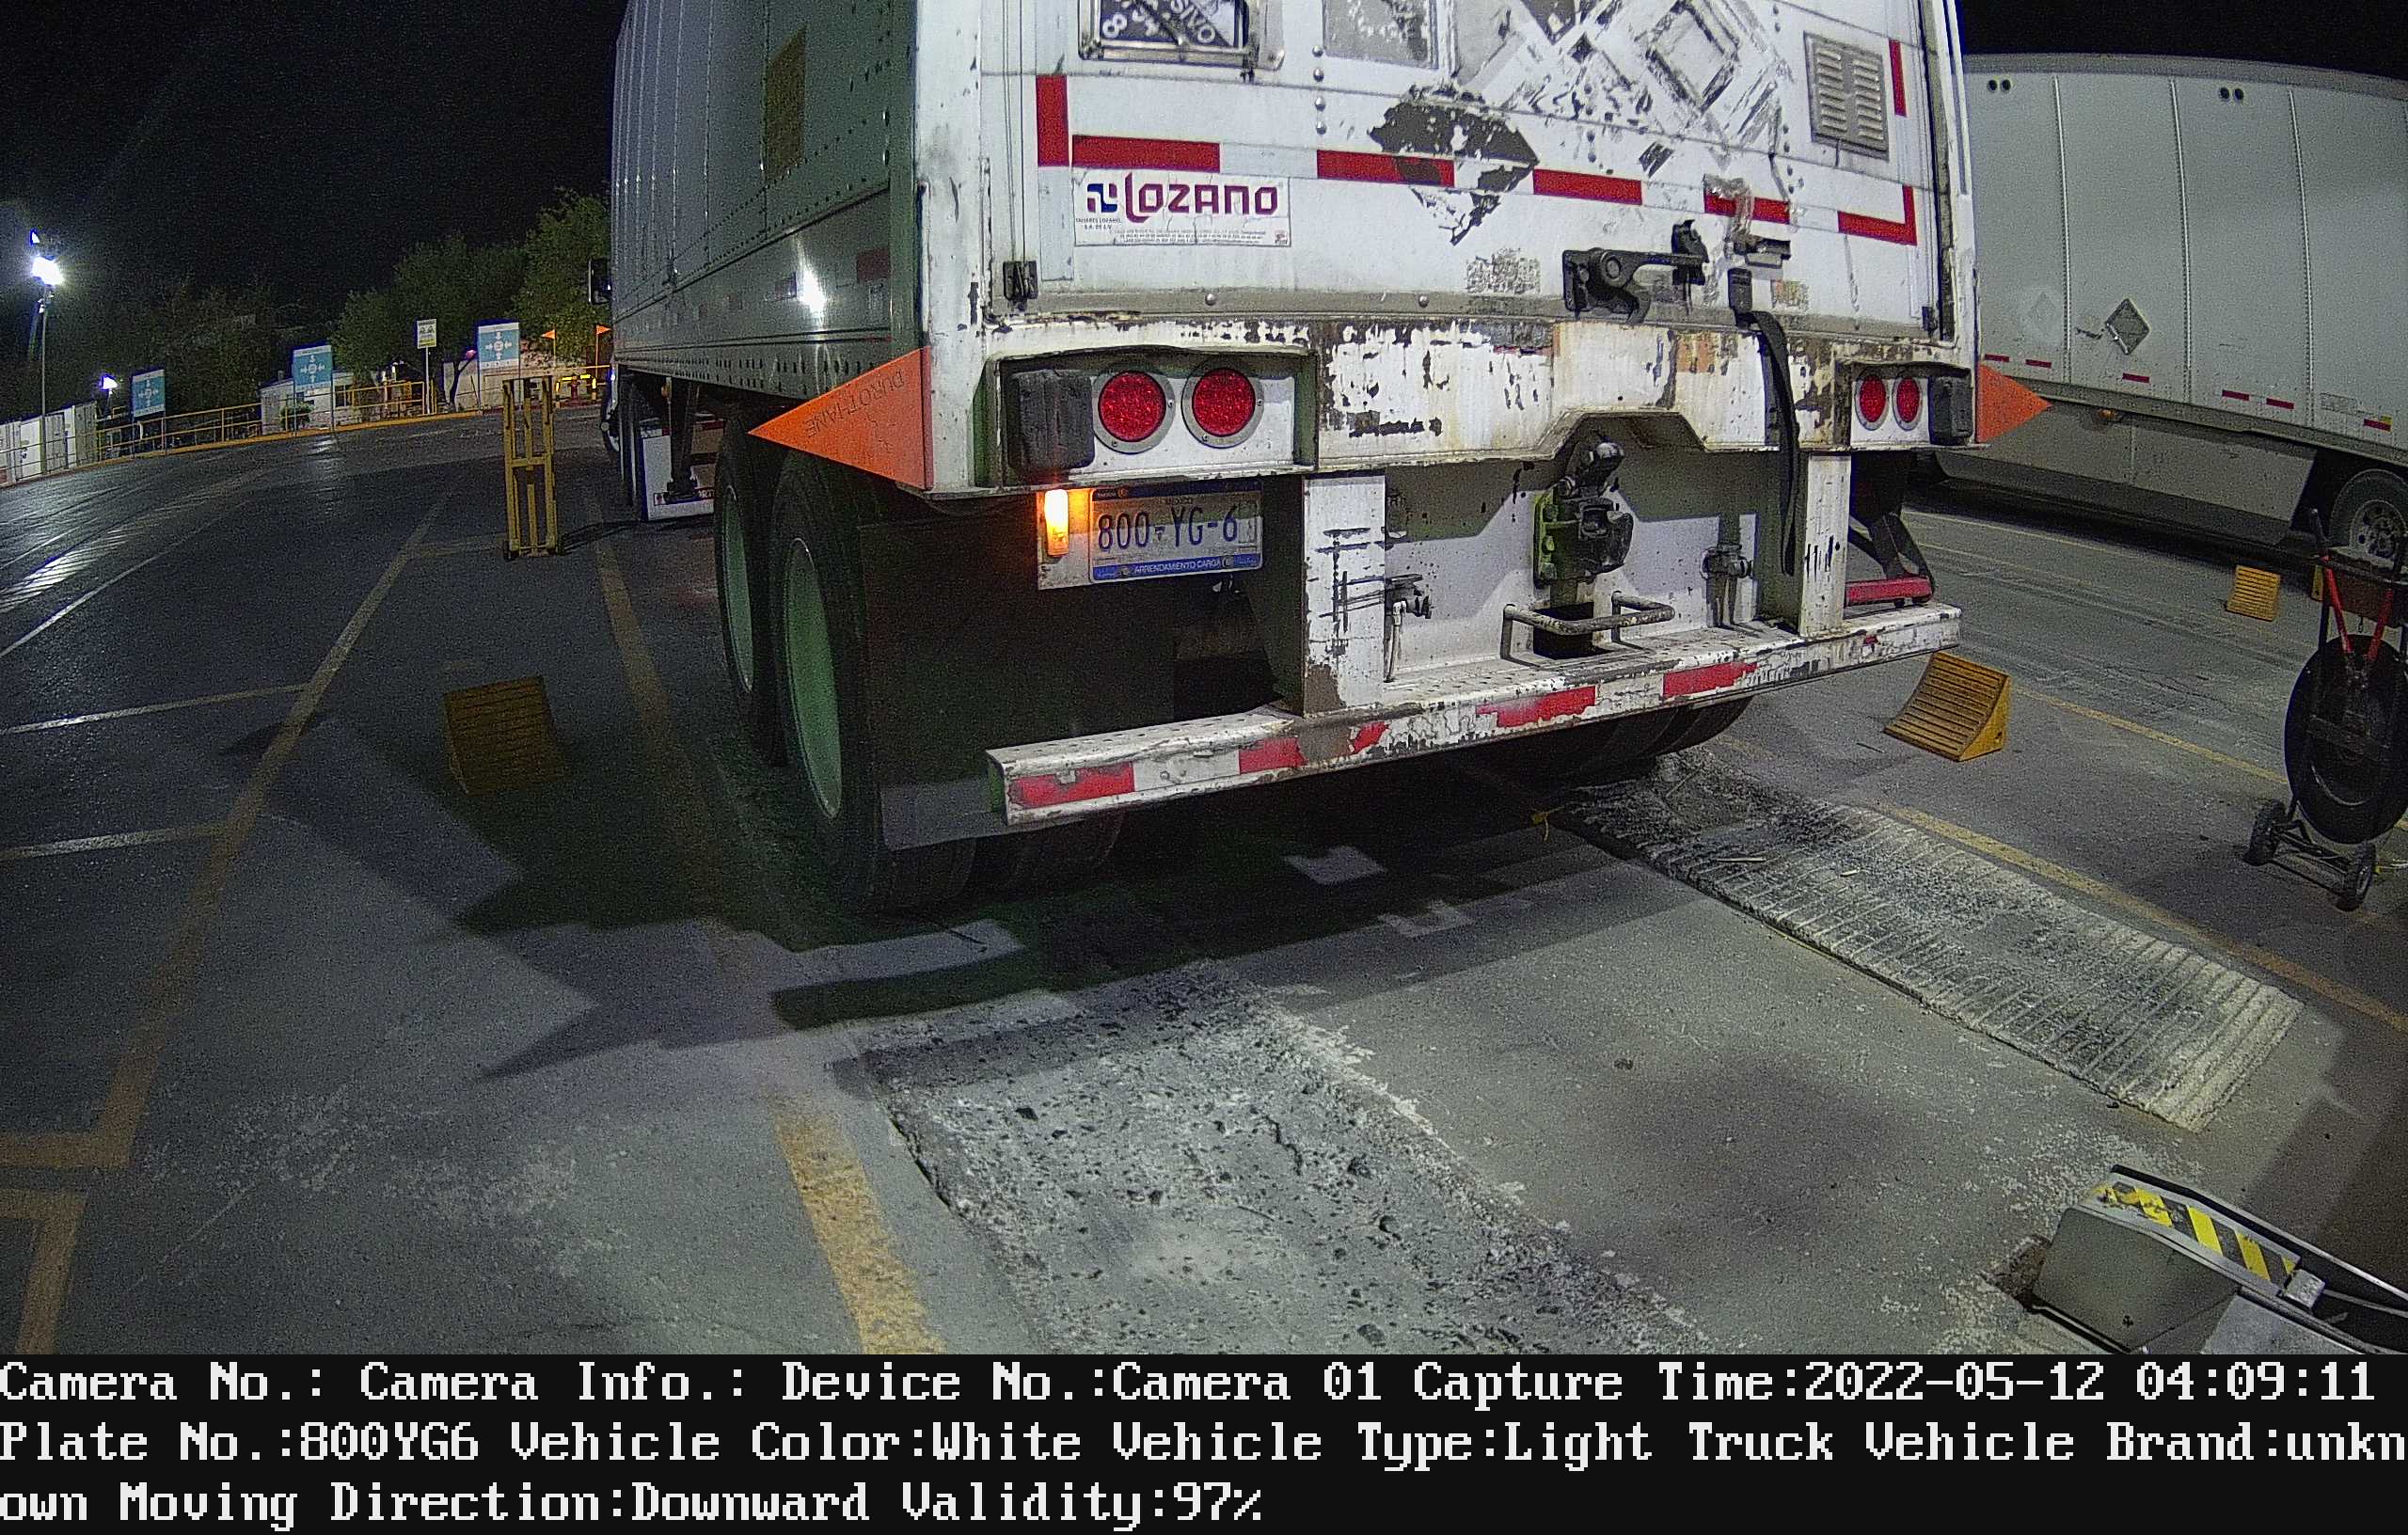 LOZANO
DUROTHANE
800-YG-6
ARRENDAMIENTO CARGA
Camera No.: Camera Info.: Device No.:Camera 01 Capture Time:2022-05-12 04:09:11
Plate No.:800YG6 Vehicle Color:White Vehicle Type:Light Truck Vehicle Brand:unkn
own Moving Direction:Downward Validity:97%